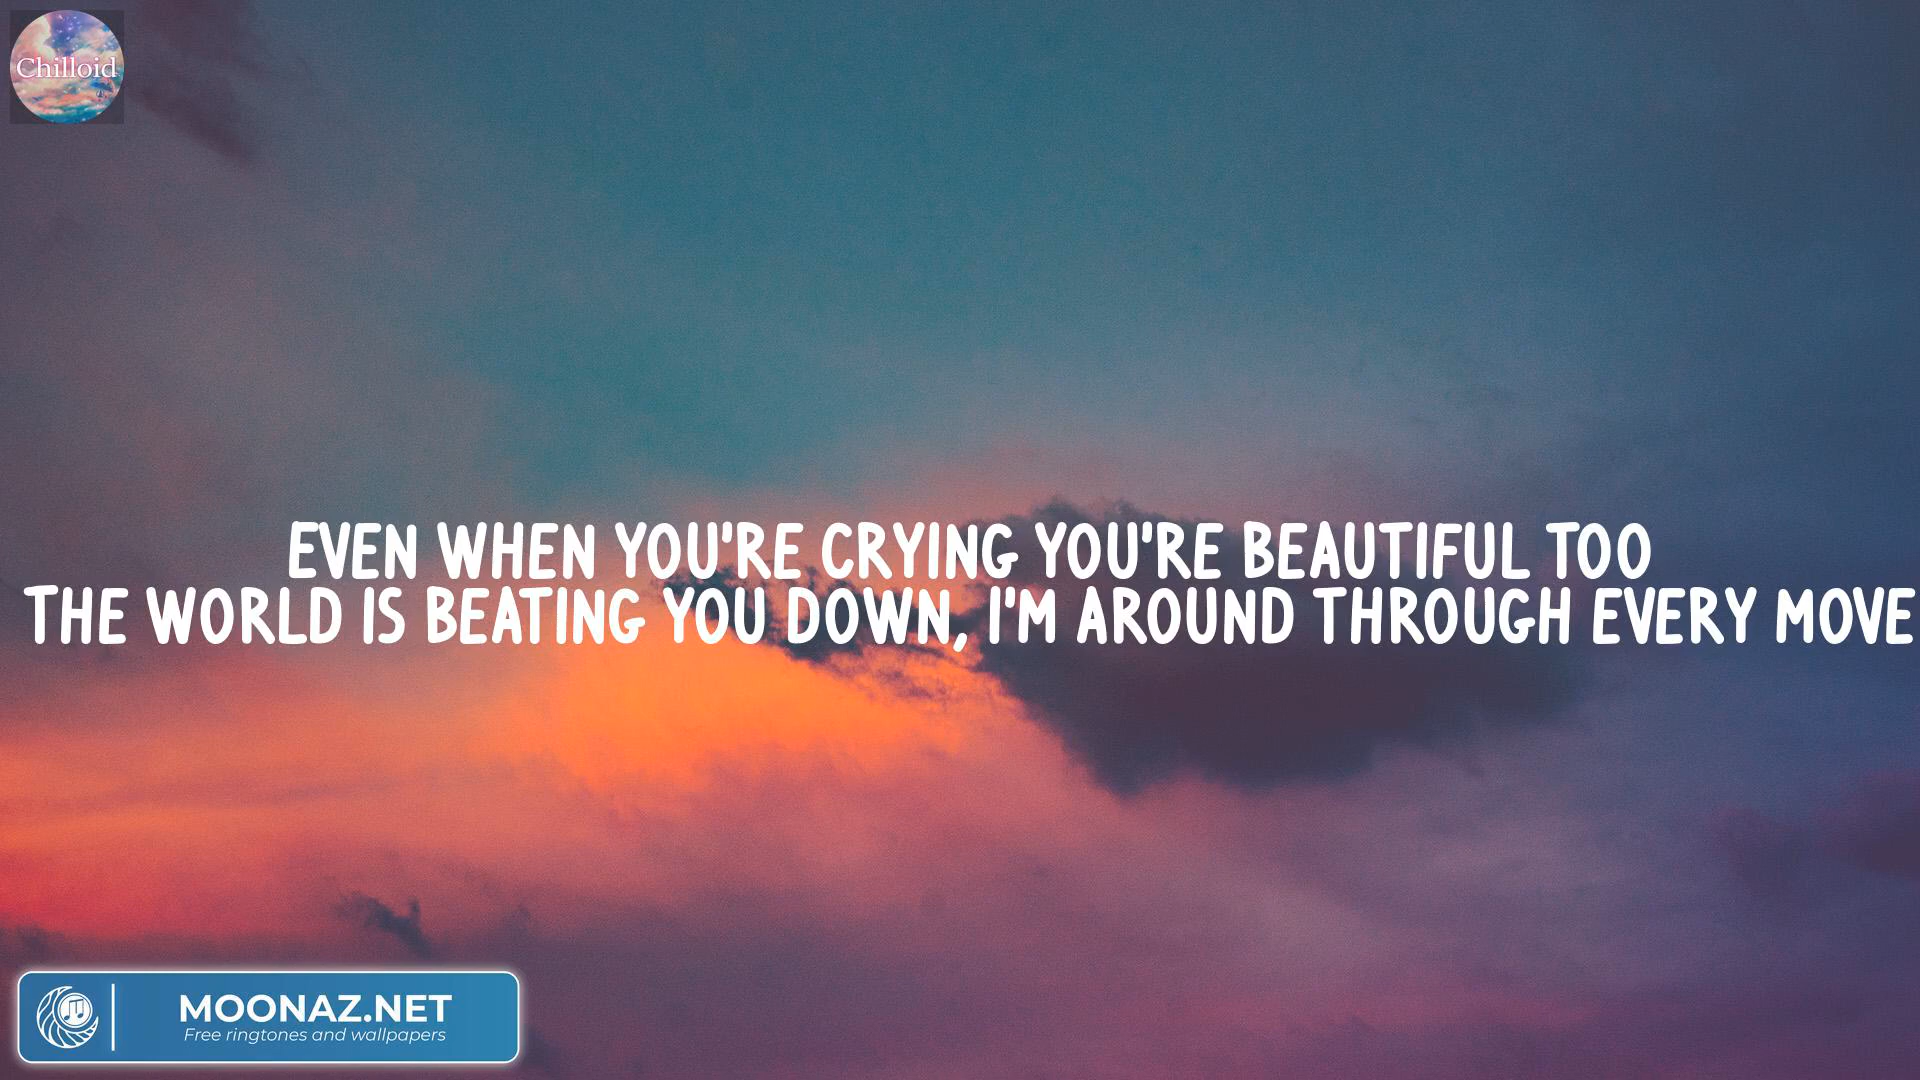 Chilloid
EVEN WHEN YOU'RE CRYING YOU'RE BEAUTIFUL TOO
THE WORLD IS BEATING YOU DOWN, I'M AROUND THROUGH EVERY MOVE
MOONAZ.NET
Free ringtones and wallpapers